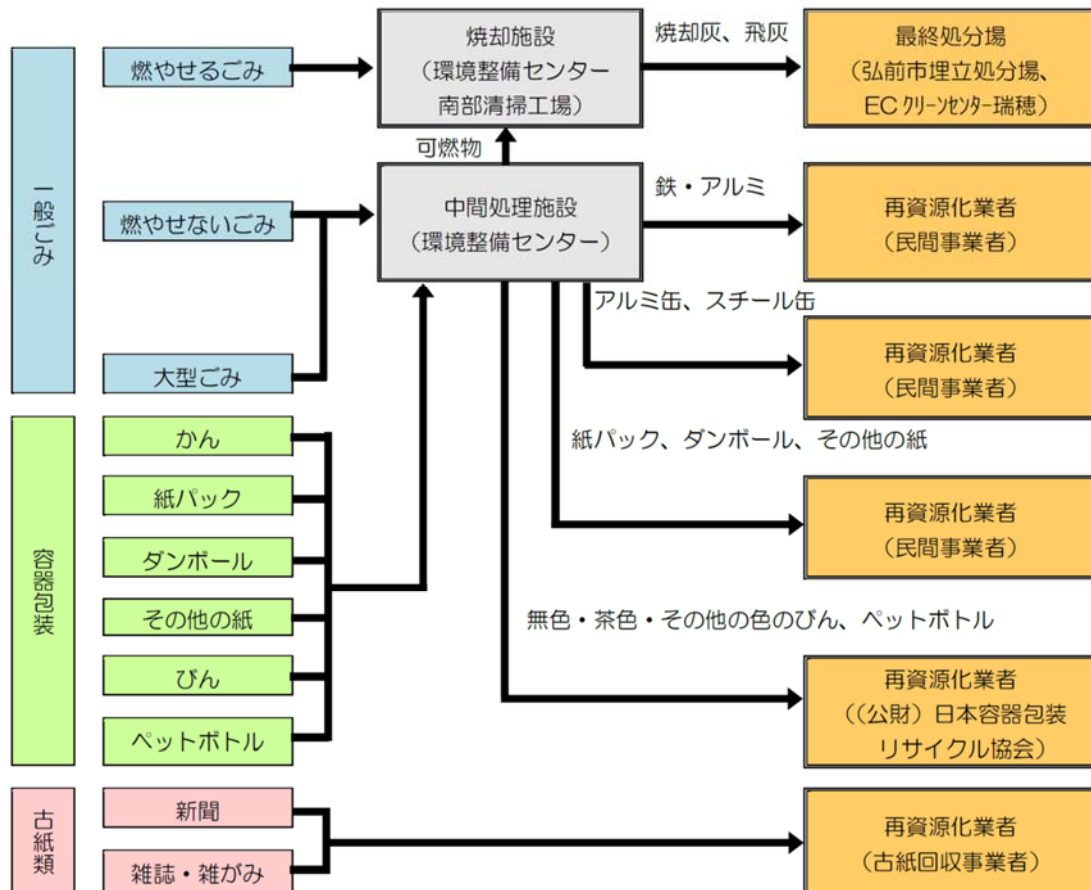 一般ごみ
燃やせるごみ
焼却施設
（環境整備センター
南部清掃工場）
焼却灰、飛灰
最終処分場
（弘前市埋立処分場、
ECクリーンセンター瑞穂）
可燃物
燃やせないごみ
中間処理施設
（環境整備センター）
鉄・アルミ
再資源化業者
（民間事業者）
大型ごみ
アルミ缶、スチール缶
再資源化業者
（民間事業者）
容器包装
かん
紙パック
ダンボール
その他の紙
びん
ペットボトル
紙パック、ダンボール、その他の紙
再資源化業者
（民間事業者）
無色・茶色・その他の色のびん、ペットボトル
再資源化業者
（（公財）日本容器包装
リサイクル協会）
古紙類
新聞
雑誌・雑がみ
再資源化業者
（古紙回収事業者）